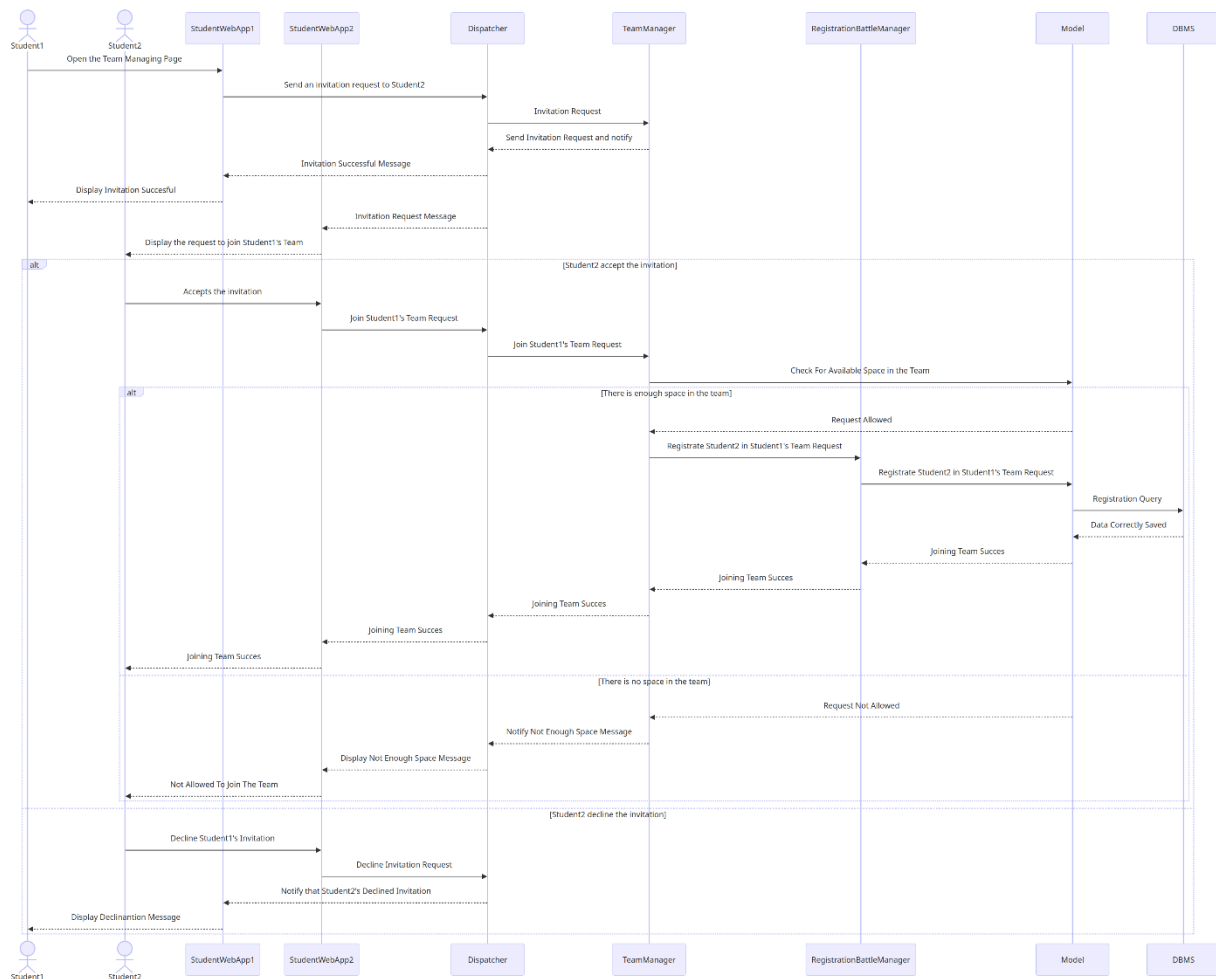 StudentWebApp1 StudentWebApp2 Dispatcher TeamManager RegistrationBattleManager Model DBMS
Student1 Student2
Open the Team Managing Page
Send an invitation request to Student2
Invitation Request
Send Invitation Request and notify
Invitation Successful Message
Display Invitation Succesful
Invitation Request Message
Display the request to join Student1's Team
alt [Student2 accept the invitation]
Accepts the invitation
Join Student1's Team Request
Join Student1's Team Request
Check For Available Space in the Team
alt [There is enough space in the team]
Request Allowed
Registrate Student2 in Student1's Team Request
Registrate Student2 in Student1's Team Request
Registration Query
Data Correctly Saved
Joining Team Succes
Joining Team Succes
Joining Team Succes
Joining Team Succes
Joining Team Succes
[There is no space in the team]
Request Not Allowed
Notify Not Enough Space Message
Display Not Enough Space Message
Not Allowed To Join The Team
[Student2 decline the invitation]
Decline Student1's Invitation
Decline Invitation Request
Notify that Student2's Declined Invitation
Display Declinantion Message
StudentWebApp1 StudentWebApp2 Dispatcher TeamManager RegistrationBattleManager Model DBMS
Student1 Student2